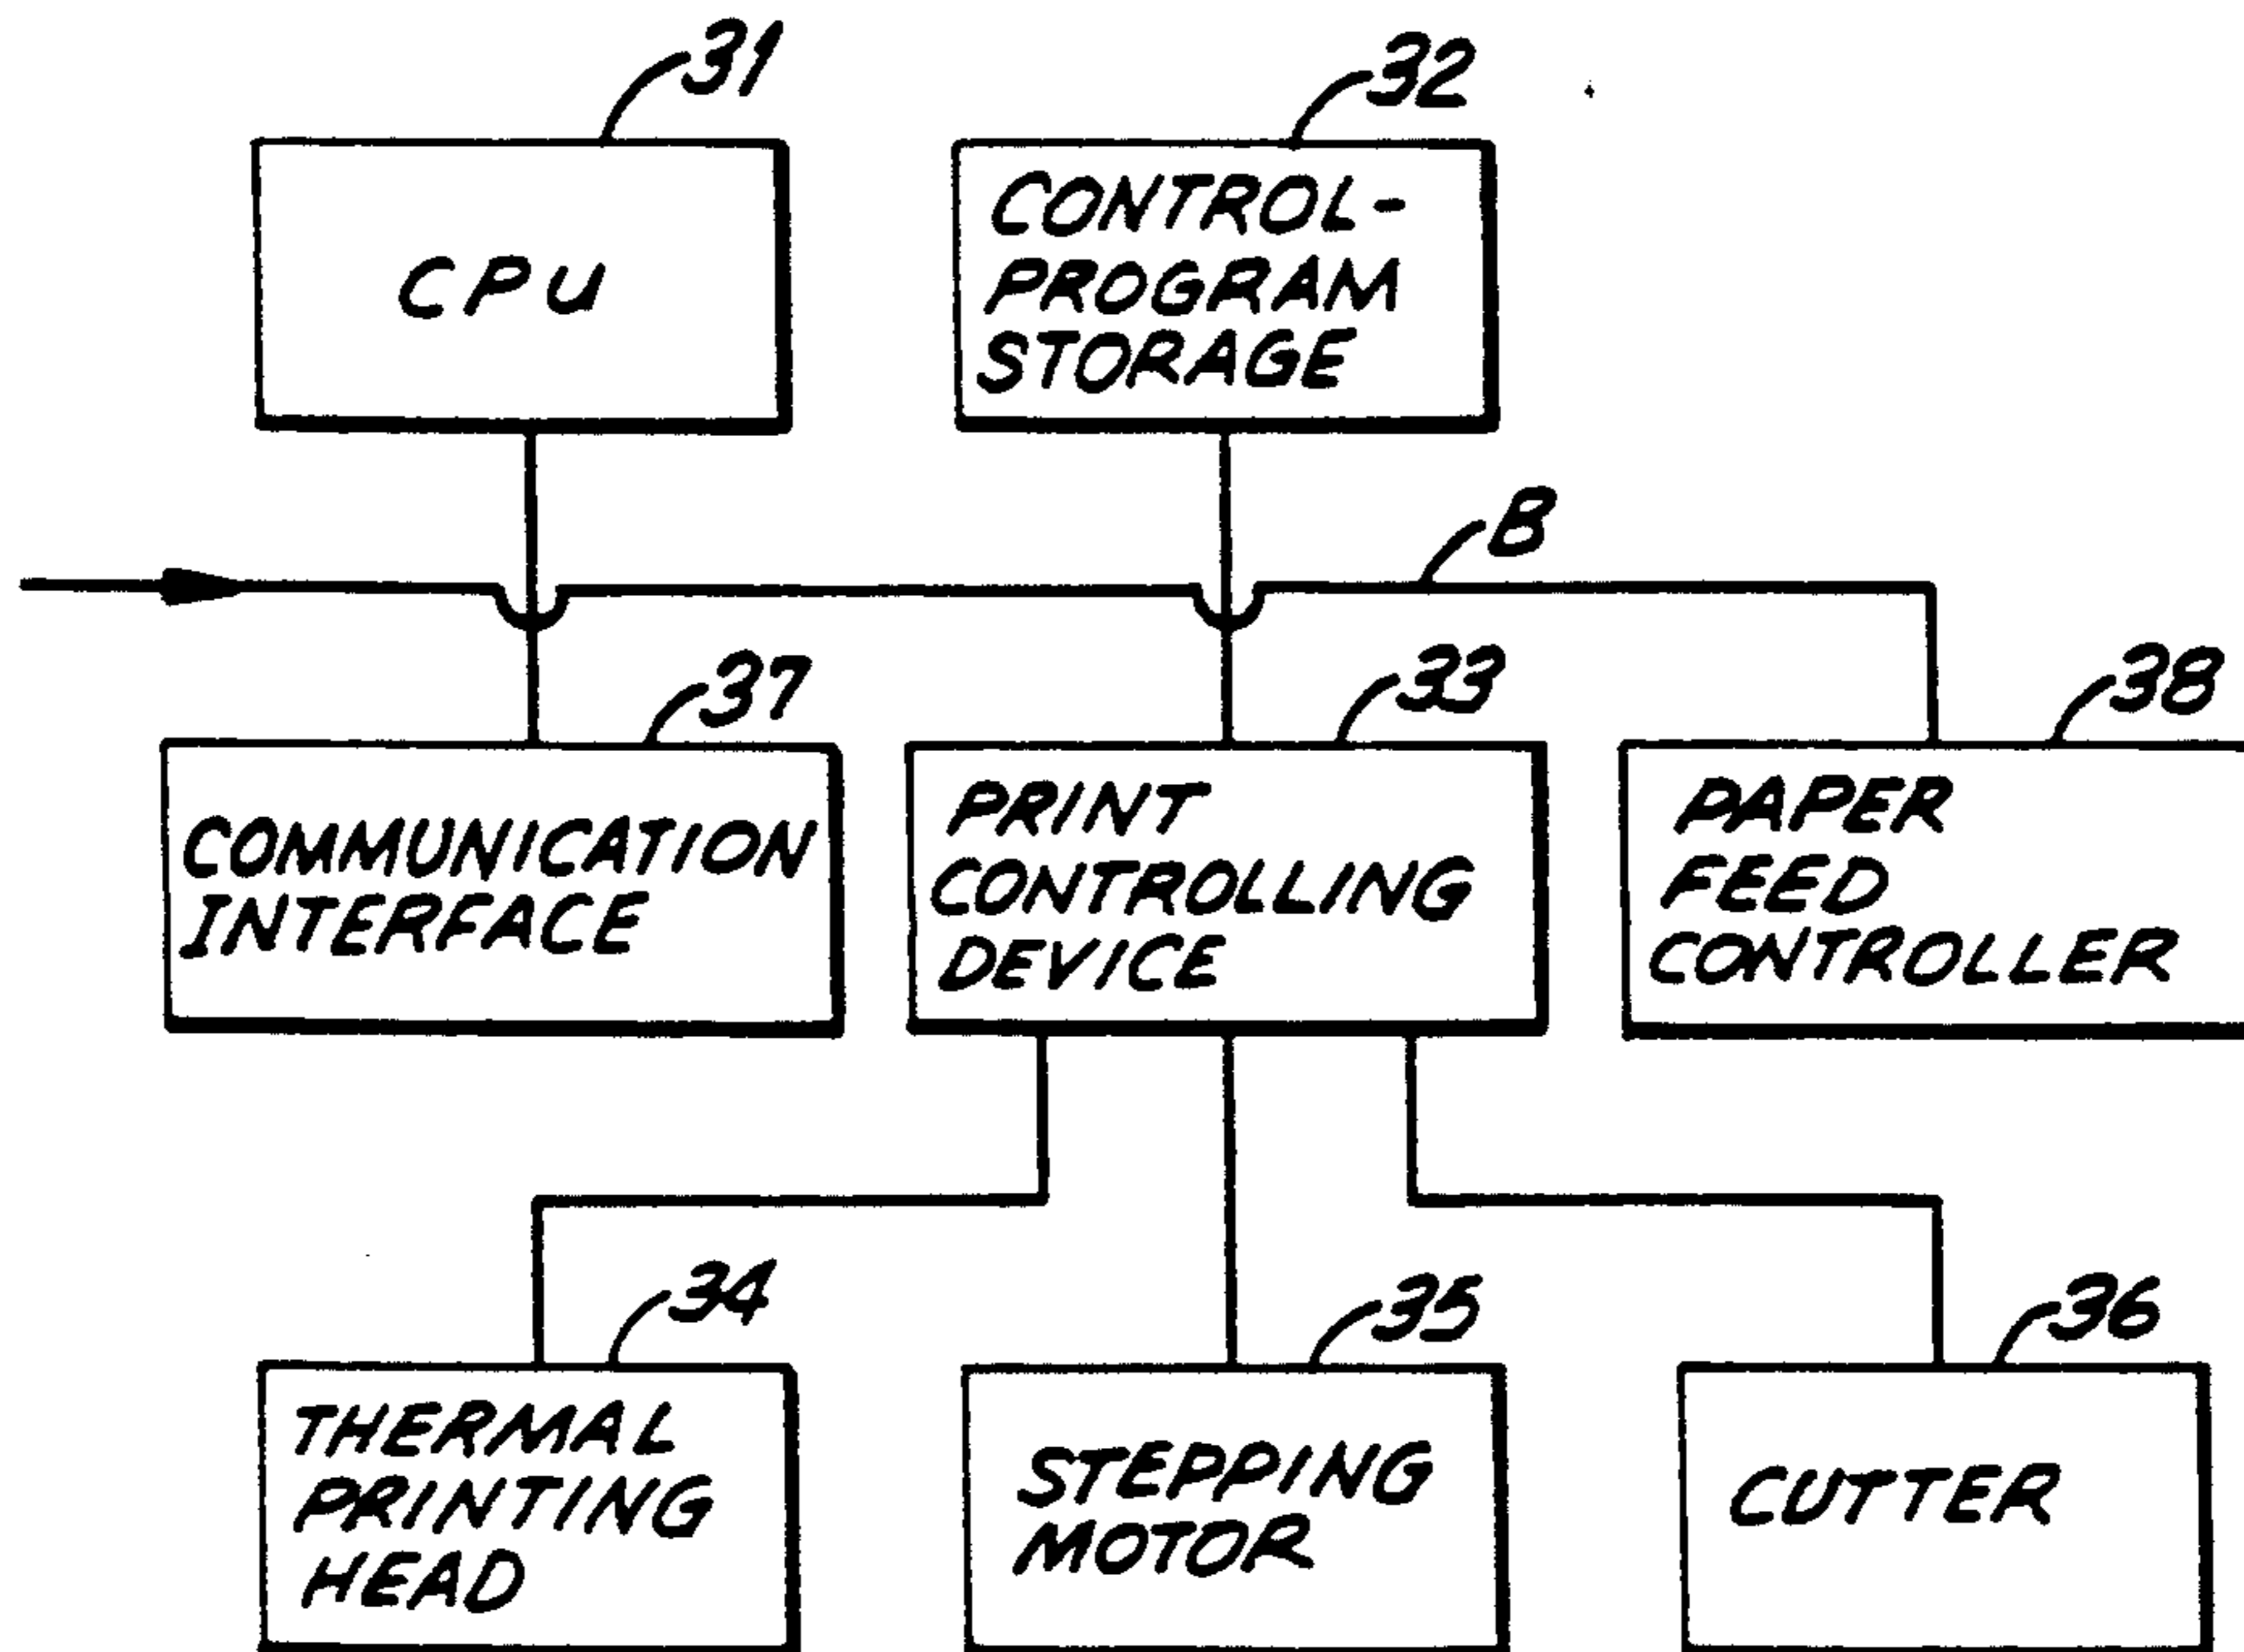 31
CPU
32
CONTROL-
PROGRAM
STORAGE
B
37
COMMUNICATION
INTERFACE
33
PRINT
CONTROLLING
DEVICE
38
PAPER
FEED
CONTROLLER
34
THERMAL
PRINTING
HEAD
35
STEPPING
MOTOR
36
CUTTER